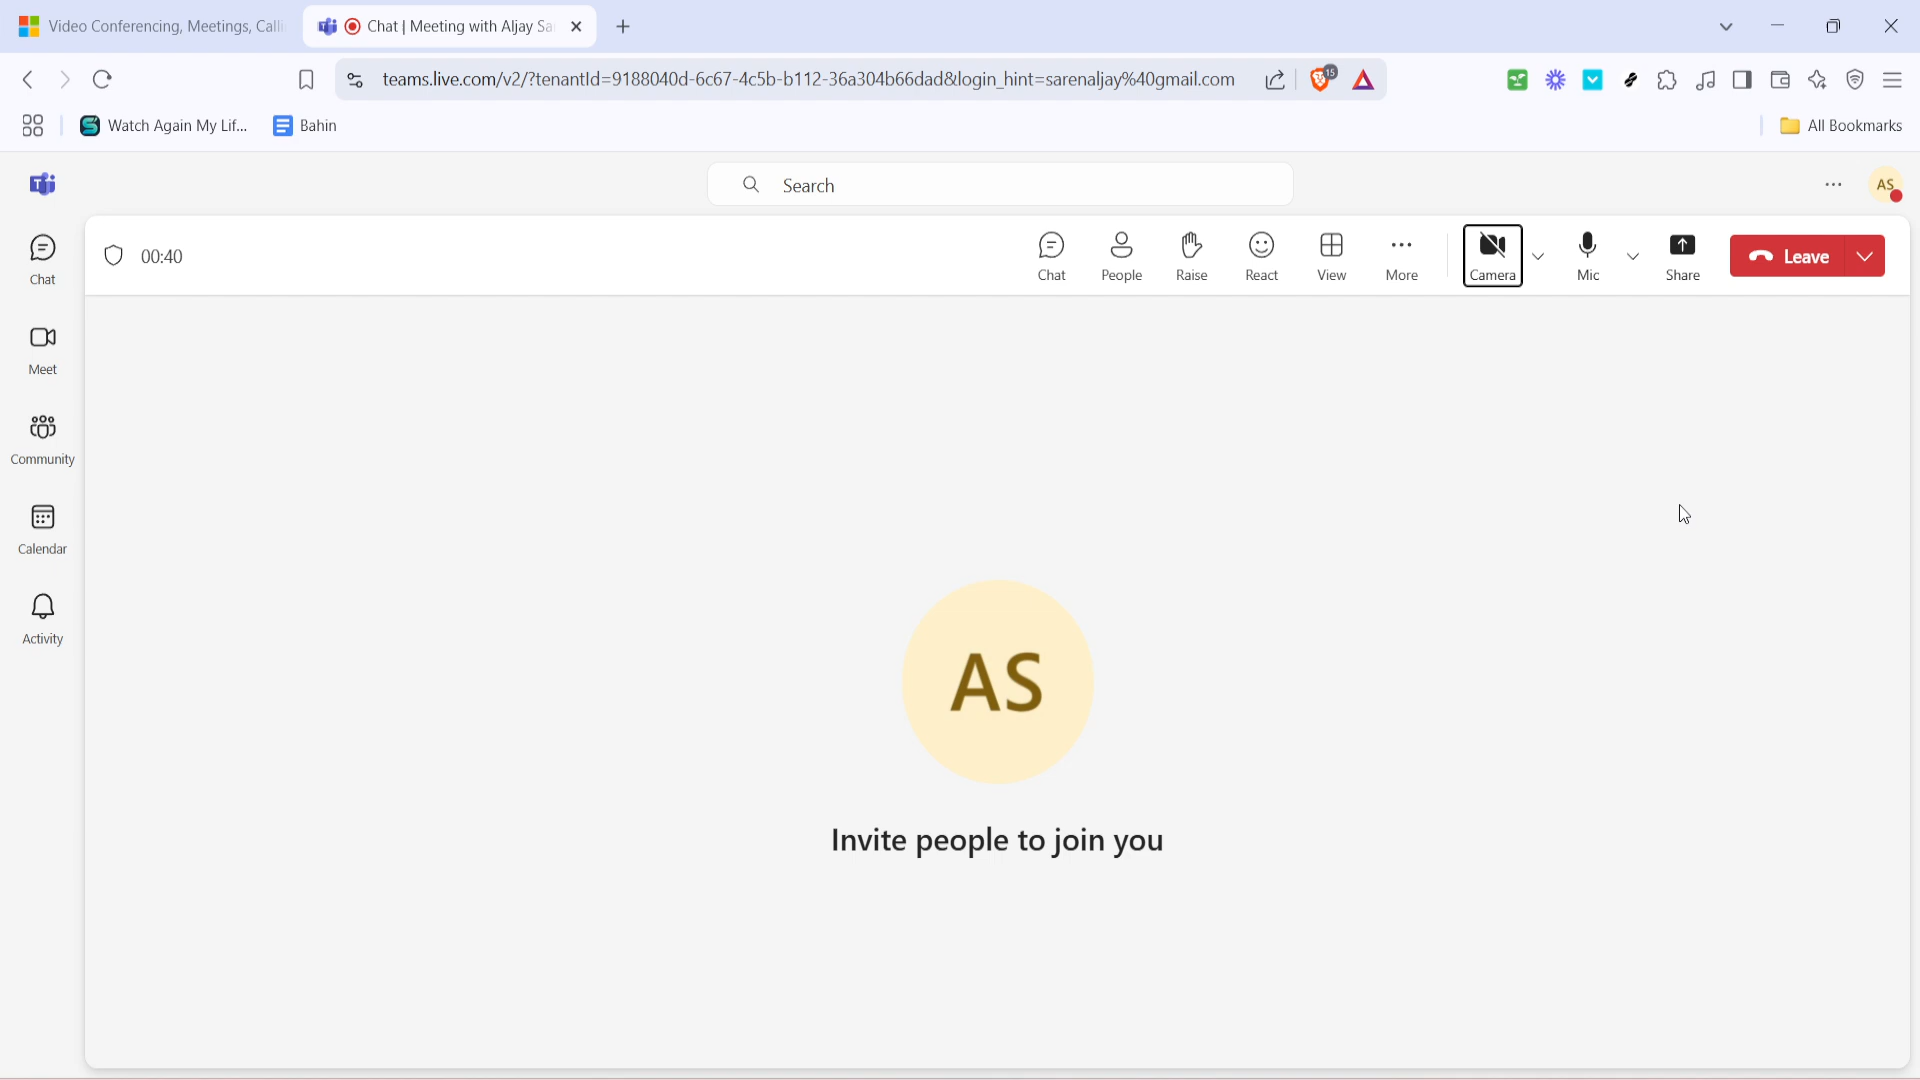 Video Conferencing, Meetings, Calli
Chat | Meeting with Aljay Sa
teams.live.com/v2/?tenantId=9188040d-6c67-4c5b-b112-36a304b66dad&login_hint=sarenaljay%40gmail.com
15
Watch Again My Lif...
Bahin
All Bookmarks
Search
AS
00:40
Chat
People
Raise
React
View
More
Camera
Mic
Share
Leave
Chat
Meet
Community
Calendar
Activity
AS
Invite people to join you